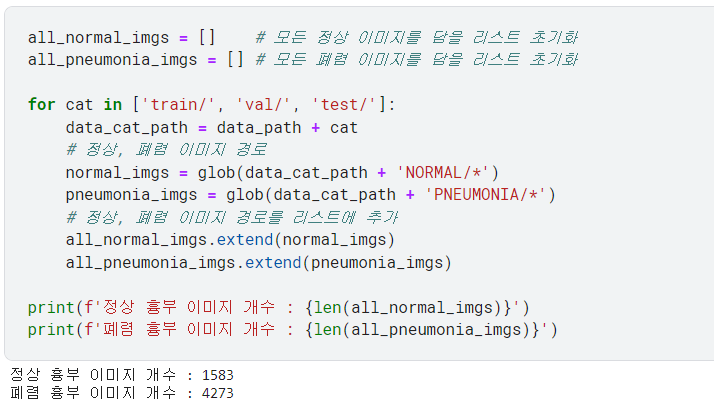 all_normal_imgs = []    # 모든 정상 이미지를 담을 리스트 초기화
all_pneumonia_imgs = [] # 모든 폐렴 이미지를 담을 리스트 초기화

for cat in ['train/', 'val/', 'test/']:
    data_cat_path = data_path + cat
    # 정상, 폐렴 이미지 경로
    normal_imgs = glob(data_cat_path + 'NORMAL/*')
    pneumonia_imgs = glob(data_cat_path + 'PNEUMONIA/*')
    # 정상, 폐렴 이미지 경로를 리스트에 추가
    all_normal_imgs.extend(normal_imgs)
    all_pneumonia_imgs.extend(pneumonia_imgs)

print(f'정상 흉부 이미지 개수 : {len(all_normal_imgs)}')
print(f'폐렴 흉부 이미지 개수 : {len(all_pneumonia_imgs)}')
정상 흉부 이미지 개수 : 1583
폐렴 흉부 이미지 개수 : 4273